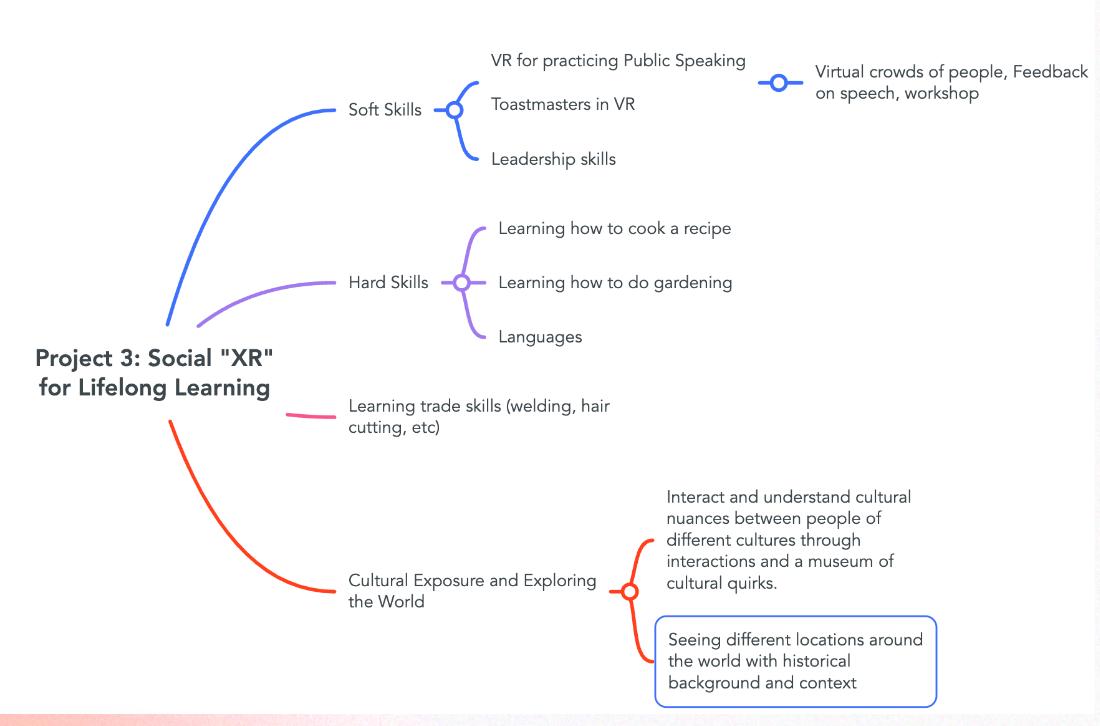 Project 3: Social "XR"
for Lifelong Learning
Soft Skills
VR for practicing Public Speaking
Toastmasters in VR
Virtual crowds of people, Feedback
on speech, workshop
Leadership skills
Hard Skills
Learning how to cook a recipe
Learning how to do gardening
Languages
Learning trade skills (welding, hair
cutting, etc)
Cultural Exposure and Exploring
the World
Interact and understand cultural
nuances between people of
different cultures through
interactions and a museum of
cultural quirks.
Seeing different locations around
the world with historical
background and context